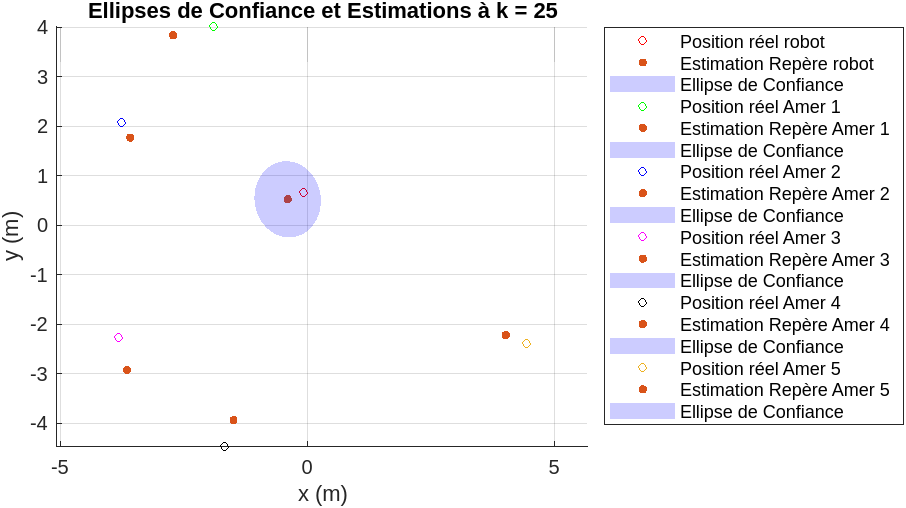 Ellipses de Confiance et Estimations à k = 25
4
3
2
1
0
-1
-2
-3
-4
y (m)
-5
0
5
x (m)
Position réel robot
Estimation Repère robot
Ellipse de Confiance
Position réel Amer 1
Estimation Repère Amer 1
Ellipse de Confiance
Position réel Amer 2
Estimation Repère Amer 2
Ellipse de Confiance
Position réel Amer 3
Estimation Repère Amer 3
Ellipse de Confiance
Position réel Amer 4
Estimation Repère Amer 4
Ellipse de Confiance
Position réel Amer 5
Estimation Repère Amer 5
Ellipse de Confiance